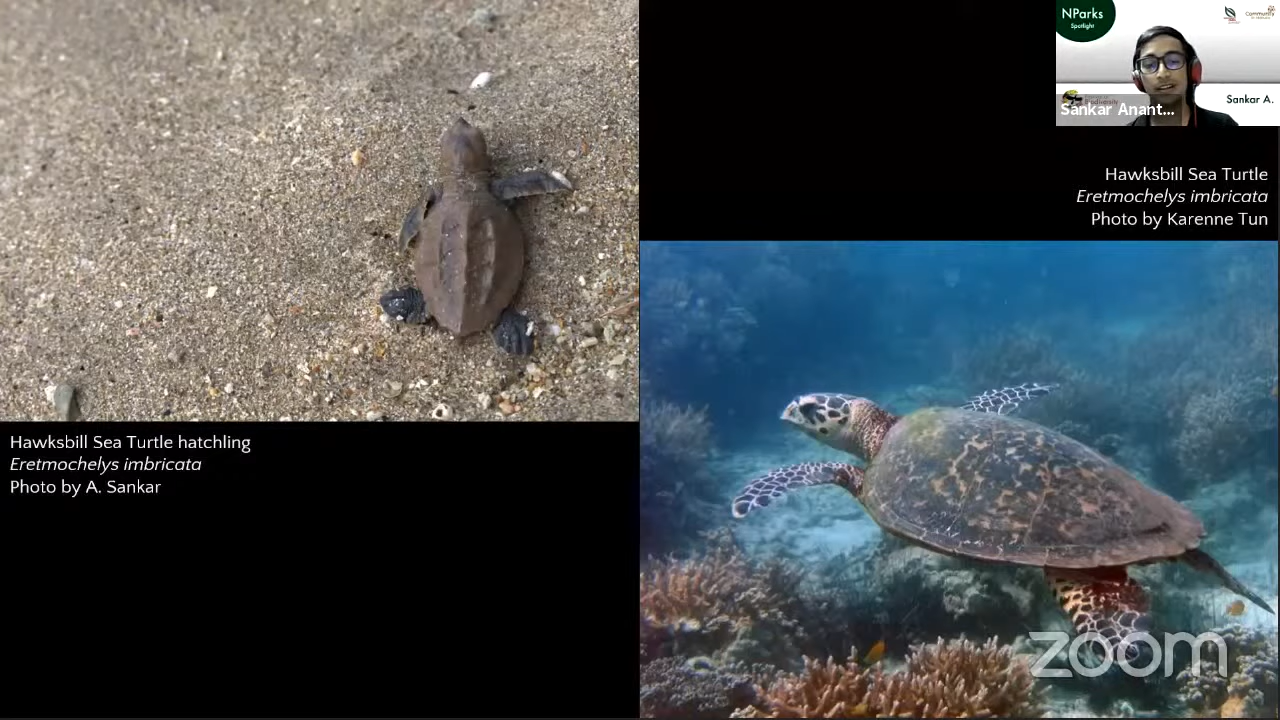 NParks
Spotlight
Community
Sankar Anant...
Sankar A.
Hawksbill Sea Turtle
Eretmochelys imbricata
Photo by Karenne Tun
Hawksbill Sea Turtle hatchling
Eretmochelys imbricata
Photo by A. Sankar
zoom